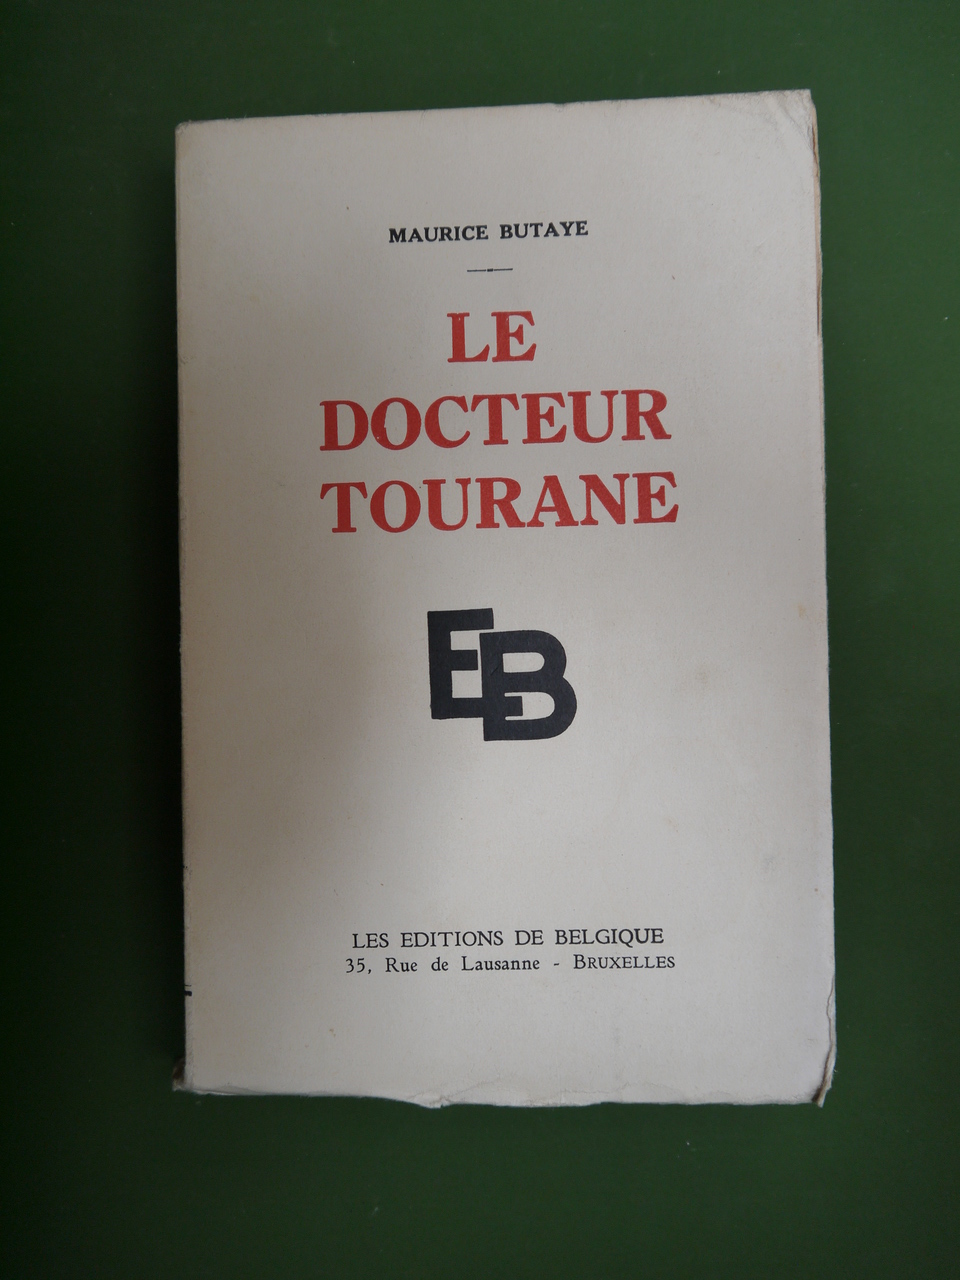 MAURICE BUTAYE
LE
DOCTEUR
TOURANE
EB
LES EDITIONS DE BELGIQUE
35, Rue de Lausanne - BRUXELLES